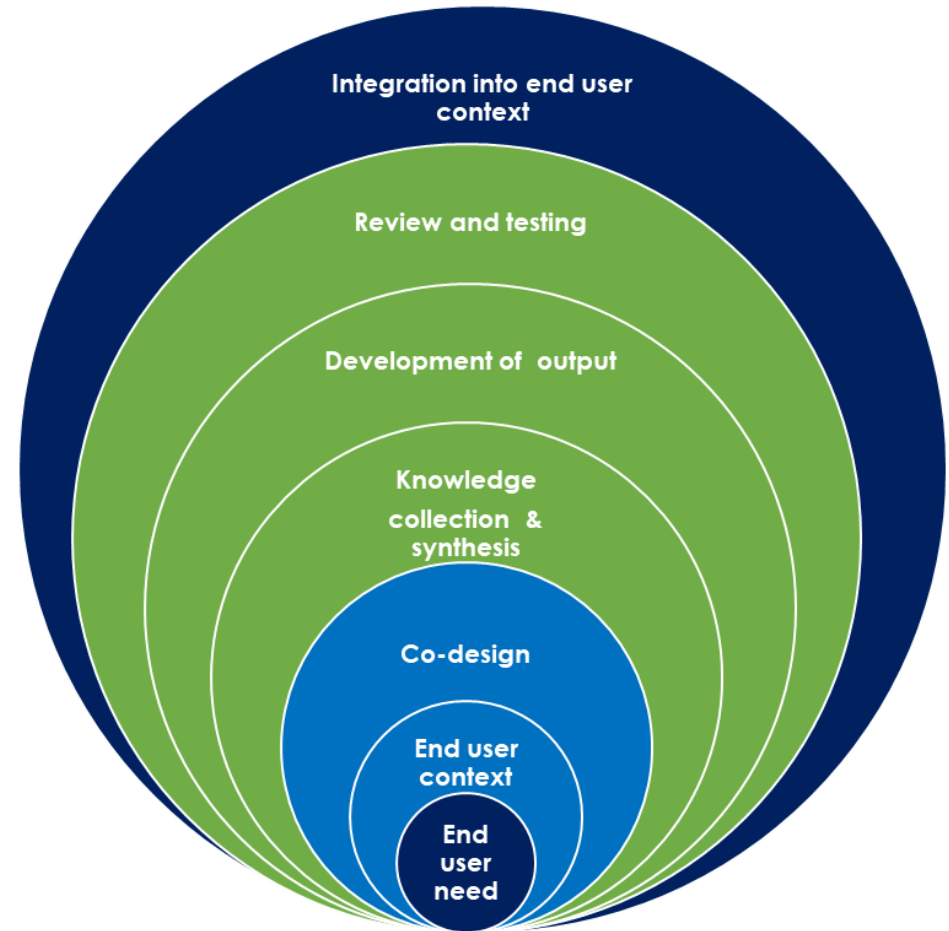 Integration into end user
context
Review and testing
Development of  output
Knowledge
collection  &
synthesis
Co-design
End user
context
End
user
need